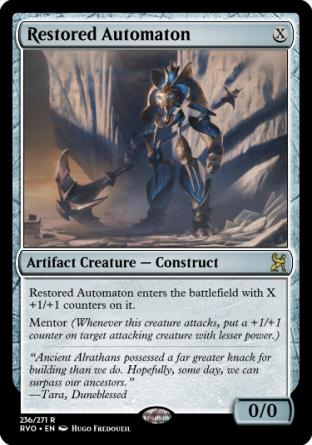 Restored Automaton X
Artifact Creature — Construct
Restored Automaton enters the battlefield with X
+1/+1 counters on it.
Mentor (Whenever this creature attacks, put a +1/+1
counter on target attacking creature with lesser power.)
“Ancient Alrathans possessed a far greater knack for
building than we do. Hopefully, some day, we can
surpass our ancestors.”
—Tara, Duneblessed
0/0
236/271 R
RVO • EN Hugo Fredoueil